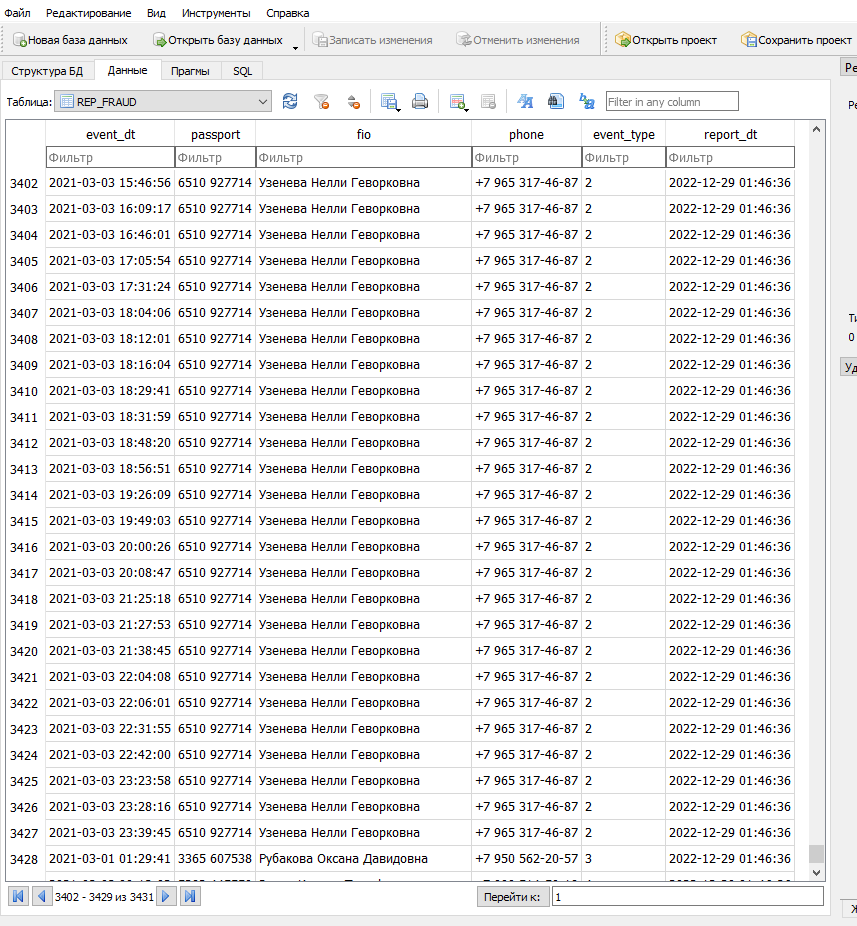 Файл Редактирование Вид Инструменты Справка
Новая база данных Открыть базу данных Записать изменения Отменить изменения Открыть проект Сохранить проект
Структура БД Данные Прагмы SQL Ре
Таблица: REP_FRAUD Filter in any column Ре
event_dt passport fio phone event_type report_dt
Фильтр Фильтр Фильтр Фильтр Фильтр Фильтр
3402 2021-03-03 15:46:56 6510 927714 Узенева Нелли Геворковна +7 965 317-46-87 2 2022-12-29 01:46:36
3403 2021-03-03 16:09:17 6510 927714 Узенева Нелли Геворковна +7 965 317-46-87 2 2022-12-29 01:46:36
3404 2021-03-03 16:46:01 6510 927714 Узенева Нелли Геворковна +7 965 317-46-87 2 2022-12-29 01:46:36
3405 2021-03-03 17:05:54 6510 927714 Узенева Нелли Геворковна +7 965 317-46-87 2 2022-12-29 01:46:36
3406 2021-03-03 17:31:24 6510 927714 Узенева Нелли Геворковна +7 965 317-46-87 2 2022-12-29 01:46:36
3407 2021-03-03 18:04:06 6510 927714 Узенева Нелли Геворковна +7 965 317-46-87 2 2022-12-29 01:46:36 Ти
3408 2021-03-03 18:12:01 6510 927714 Узенева Нелли Геворковна +7 965 317-46-87 2 2022-12-29 01:46:36 0
3409 2021-03-03 18:16:04 6510 927714 Узенева Нелли Геворковна +7 965 317-46-87 2 2022-12-29 01:46:36 Уд
3410 2021-03-03 18:29:41 6510 927714 Узенева Нелли Геворковна +7 965 317-46-87 2 2022-12-29 01:46:36
3411 2021-03-03 18:31:59 6510 927714 Узенева Нелли Геворковна +7 965 317-46-87 2 2022-12-29 01:46:36
3412 2021-03-03 18:48:20 6510 927714 Узенева Нелли Геворковна +7 965 317-46-87 2 2022-12-29 01:46:36
3413 2021-03-03 18:56:51 6510 927714 Узенева Нелли Геворковна +7 965 317-46-87 2 2022-12-29 01:46:36
3414 2021-03-03 19:26:09 6510 927714 Узенева Нелли Геворковна +7 965 317-46-87 2 2022-12-29 01:46:36
3415 2021-03-03 19:49:03 6510 927714 Узенева Нелли Геворковна +7 965 317-46-87 2 2022-12-29 01:46:36
3416 2021-03-03 20:00:26 6510 927714 Узенева Нелли Геворковна +7 965 317-46-87 2 2022-12-29 01:46:36
3417 2021-03-03 20:08:47 6510 927714 Узенева Нелли Геворковна +7 965 317-46-87 2 2022-12-29 01:46:36
3418 2021-03-03 21:25:18 6510 927714 Узенева Нелли Геворковна +7 965 317-46-87 2 2022-12-29 01:46:36
3419 2021-03-03 21:27:53 6510 927714 Узенева Нелли Геворковна +7 965 317-46-87 2 2022-12-29 01:46:36
3420 2021-03-03 21:38:45 6510 927714 Узенева Нелли Геворковна +7 965 317-46-87 2 2022-12-29 01:46:36
3421 2021-03-03 22:04:08 6510 927714 Узенева Нелли Геворковна +7 965 317-46-87 2 2022-12-29 01:46:36
3422 2021-03-03 22:06:01 6510 927714 Узенева Нелли Геворковна +7 965 317-46-87 2 2022-12-29 01:46:36
3423 2021-03-03 22:31:55 6510 927714 Узенева Нелли Геворковна +7 965 317-46-87 2 2022-12-29 01:46:36
3424 2021-03-03 22:42:00 6510 927714 Узенева Нелли Геворковна +7 965 317-46-87 2 2022-12-29 01:46:36
3425 2021-03-03 23:23:58 6510 927714 Узенева Нелли Геворковна +7 965 317-46-87 2 2022-12-29 01:46:36
3426 2021-03-03 23:28:16 6510 927714 Узенева Нелли Геворковна +7 965 317-46-87 2 2022-12-29 01:46:36
3427 2021-03-03 23:39:45 6510 927714 Узенева Нелли Геворковна +7 965 317-46-87 2 2022-12-29 01:46:36
3428 2021-03-01 01:29:41 3365 607538 Рубакова Оксана Давидовна +7 950 562-20-57 3 2022-12-29 01:46:36
3402 - 3429 из 3431 Перейти к: 1
Ж